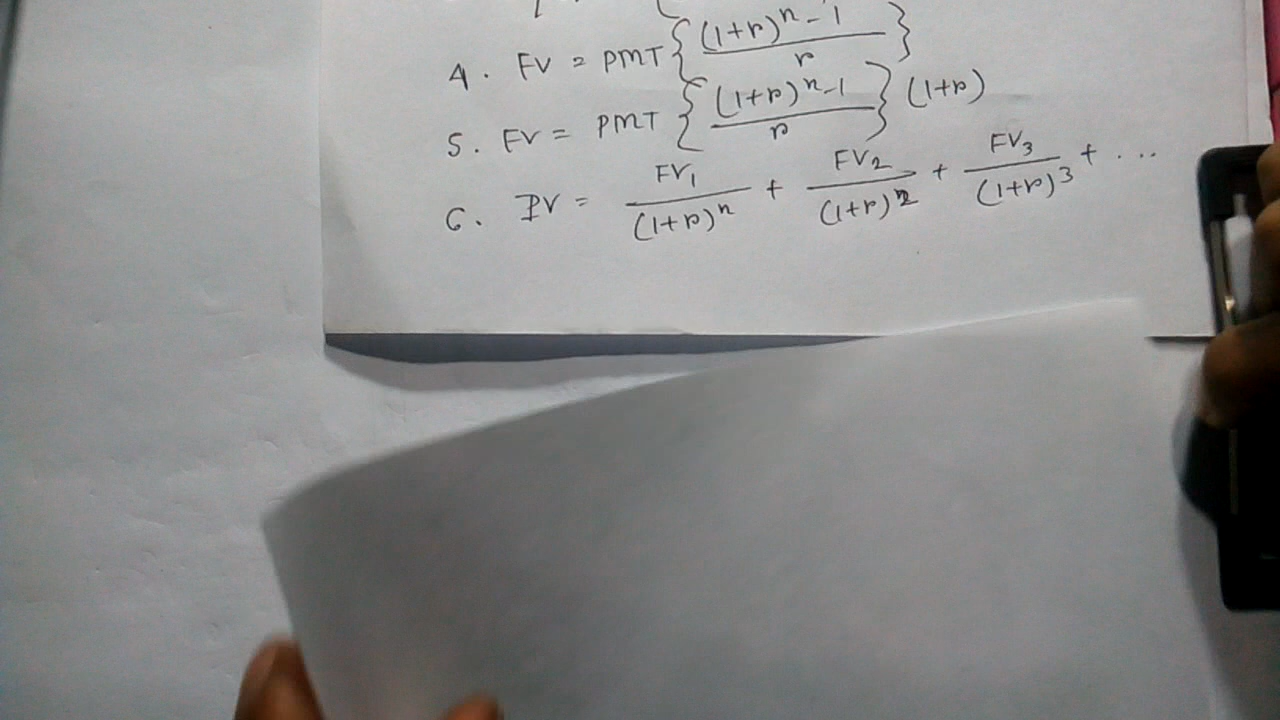 4. FV = PMT { (1+r)^n - 1 / r }
5. FV = PMT { (1+r)^n-1 / r } (1+r)
6. PV = FV₁ / (1+r)^n + FV₂ / (1+r)^2 + FV₃ / (1+r)^3 + ...